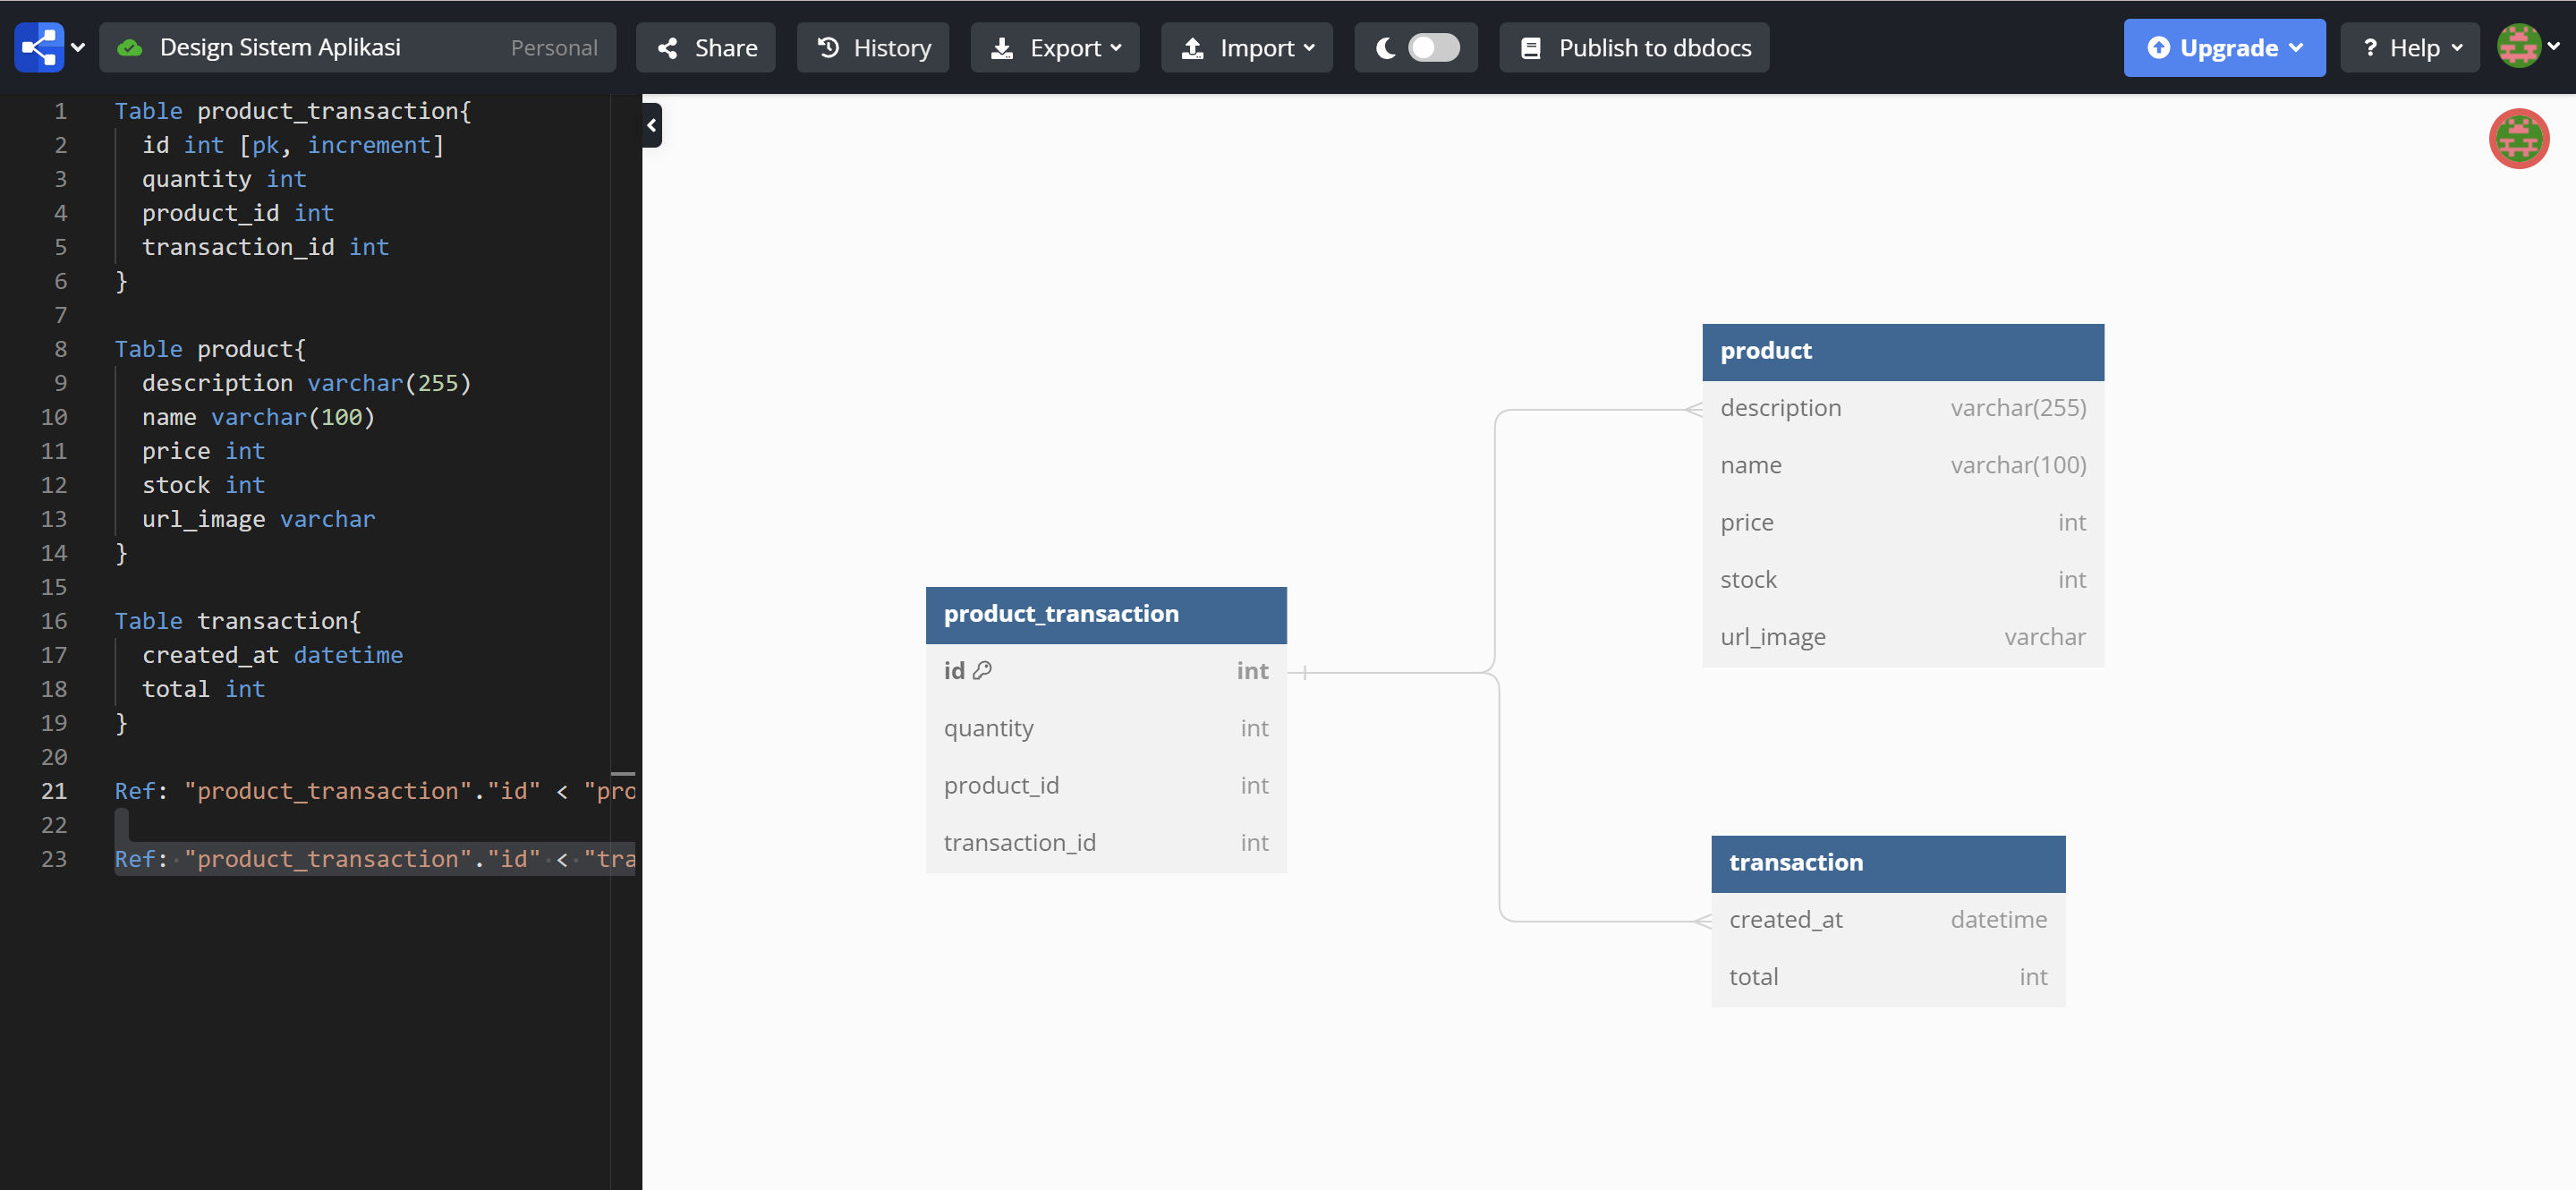 Design Sistem Aplikasi Personal Share History Export Import Publish to dbdocs Upgrade ? Help
1 Table product_transaction{
2 id int [pk, increment]
3 quantity int
4 product_id int
5 transaction_id int
6 }
7
8 Table product{
9 description varchar(255)
10 name varchar(100)
11 price int
12 stock int
13 url_image varchar
14 }
15
16 Table transaction{
17 created_at datetime
18 total int
19 }
20
21 Ref: "product_transaction"."id" < "pro
22
23 Ref: "product_transaction"."id" < "tra
product
description varchar(255)
name varchar(100)
price int
stock int
url_image varchar
product_transaction
id int
quantity int
product_id int
transaction_id int
transaction
created_at datetime
total int